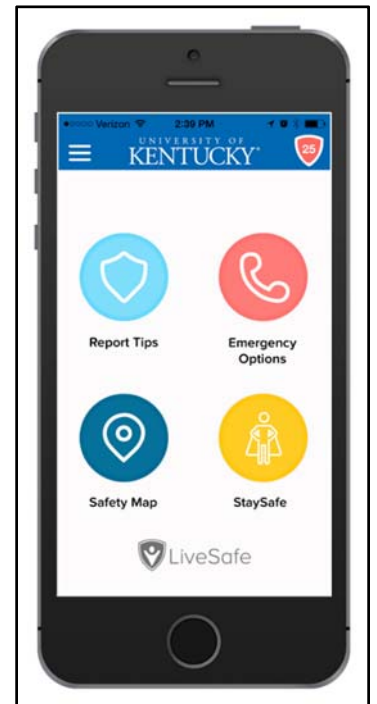 Verizon 2:39 PM
UNIVERSITY OF
KENTUCKY®
25
Report Tips
Emergency
Options
Safety Map
StaySafe
LiveSafe